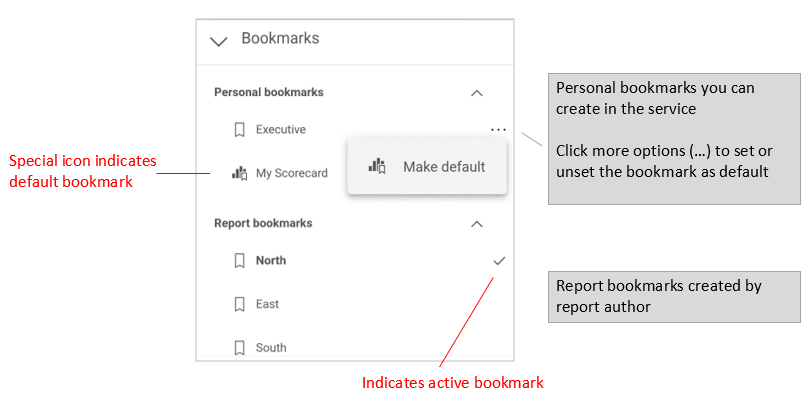 Bookmarks
Personal bookmarks
Executive
...
My Scorecard
Make default
Report bookmarks
North
East
South
Special icon indicates
default bookmark
Personal bookmarks you can
create in the service
Click more options (...) to set or
unset the bookmark as default
Report bookmarks created by
report author
Indicates active bookmark